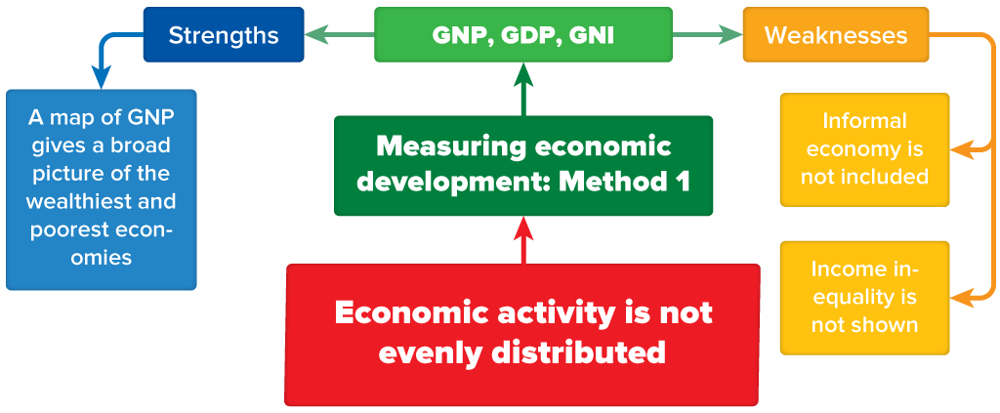 Strengths
GNP, GDP, GNI
Weaknesses
A map of GNP
gives a broad
picture of the
wealthiest and
poorest econ-
omies
Measuring economic
development: Method 1
Informal
economy is
not included
Income in-
equality is
not shown
Economic activity is not
evenly distributed